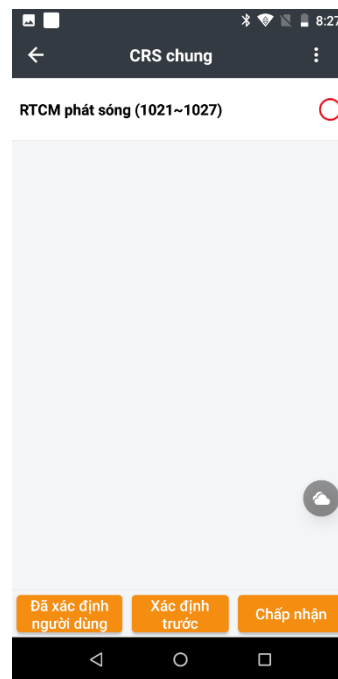 8:27
CRS chung
RTCM phát sóng (1021~1027)
Đã xác định
người dùng
Xác định
trước
Chấp nhận